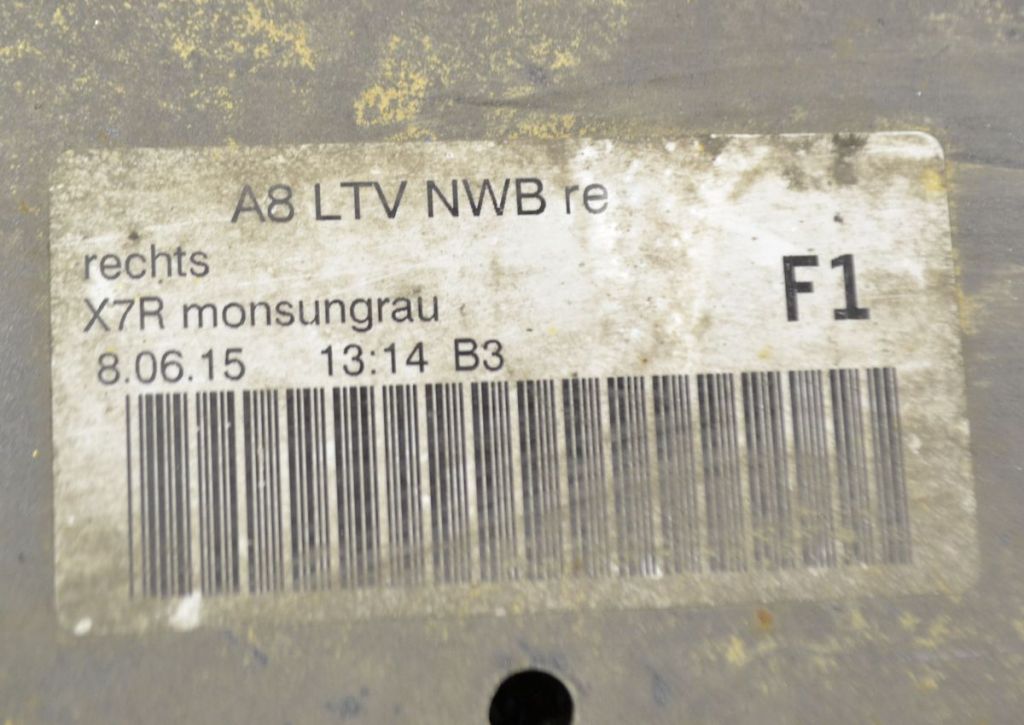 A8 LTV NWB re
rechts
F1
X7R monsungrau
8.06.15 13:14 B3